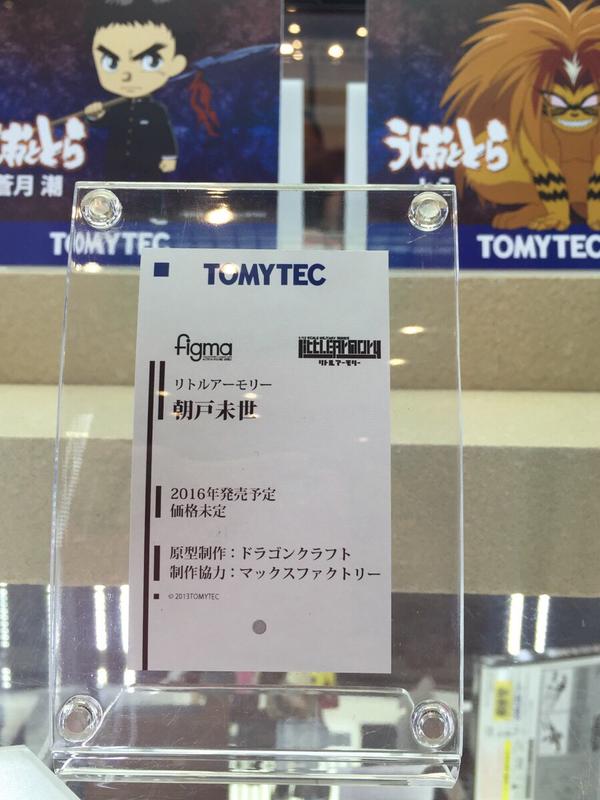 うしおととら
蒼月 潮
TOMYTEC
うしおととら
とら
TOMYTEC
TOMYTEC
figma
LITTLEARMORY
リトルアーモリー
リトルアーモリー
朝戸未世
2016年発売予定
価格未定
原型制作：ドラゴンクラフト
制作協力：マックスファクトリー
© 2013TOMYTEC